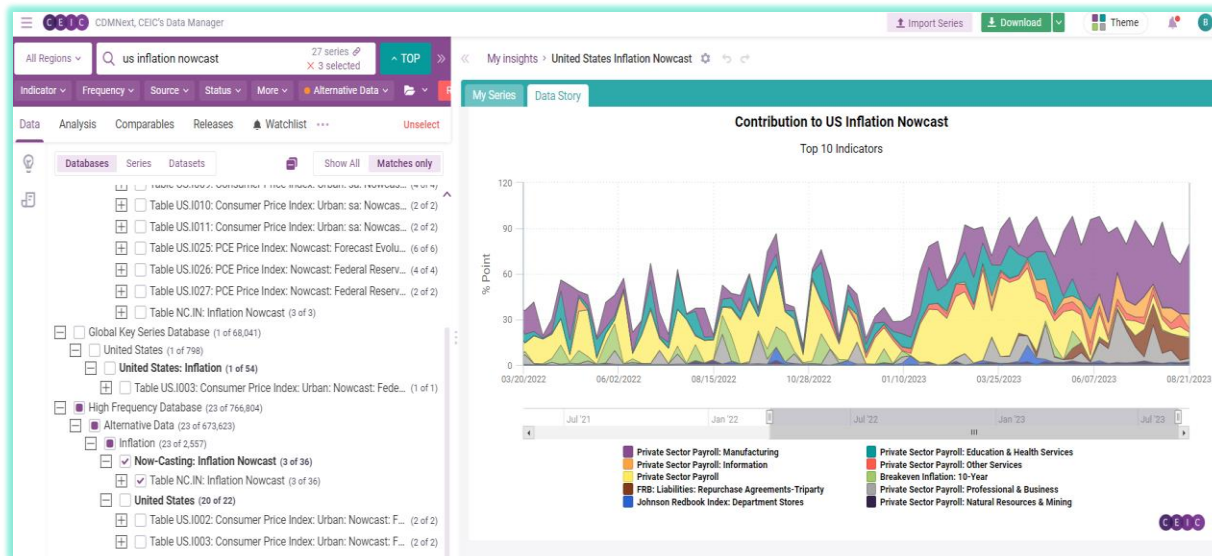 CEIC CDMNext, CEIC's Data Manager
Import Series
Download
Theme
B
All Regions
us inflation nowcast
27 series
× 3 selected
TOP
My insights > United States Inflation Nowcast
Indicator
Frequency
Source
Status
More
Alternative Data
My Series
Data Story
Data
Analysis
Comparables
Releases
Watchlist
Unselect
Databases
Series
Datasets
Show All
Matches only
Table US.I009: Consumer Price Index: Urban: sa: Nowcas... (4 of 4)
Table US.I010: Consumer Price Index: Urban: sa: Nowcas... (2 of 2)
Table US.I011: Consumer Price Index: Urban: sa: Nowcas... (2 of 2)
Table US.I025: PCE Price Index: Nowcast: Forecast Evolu... (6 of 6)
Table US.I026: PCE Price Index: Nowcast: Federal Reserv... (4 of 4)
Table US.I027: PCE Price Index: Nowcast: Federal Reserv... (2 of 2)
Table NC.IN: Inflation Nowcast (3 of 3)
Global Key Series Database (1 of 68,041)
United States (1 of 798)
United States: Inflation (1 of 54)
Table US.I003: Consumer Price Index: Urban: Nowcast: Fede... (1 of 1)
High Frequency Database (23 of 766,804)
Alternative Data (23 of 673,623)
Inflation (23 of 2,557)
Now-Casting: Inflation Nowcast (3 of 36)
Table NC.IN: Inflation Nowcast (3 of 36)
United States (20 of 22)
Table US.I002: Consumer Price Index: Urban: Nowcast: F... (2 of 2)
Table US.I003: Consumer Price Index: Urban: Nowcast: F... (2 of 2)
Contribution to US Inflation Nowcast
Top 10 Indicators
% Point
120
90
60
30
0
03/20/2022
06/02/2022
08/15/2022
10/28/2022
01/10/2023
03/25/2023
06/07/2023
08/21/2023
Jul '21
Jan '22
Jul '22
Jan '23
Jul '23
Private Sector Payroll: Manufacturing
Private Sector Payroll: Education & Health Services
Private Sector Payroll: Information
Private Sector Payroll: Other Services
Private Sector Payroll
Breakeven Inflation: 10-Year
FRB: Liabilities: Repurchase Agreements-Triparty
Private Sector Payroll: Professional & Business
Johnson Redbook Index: Department Stores
Private Sector Payroll: Natural Resources & Mining
CEIC